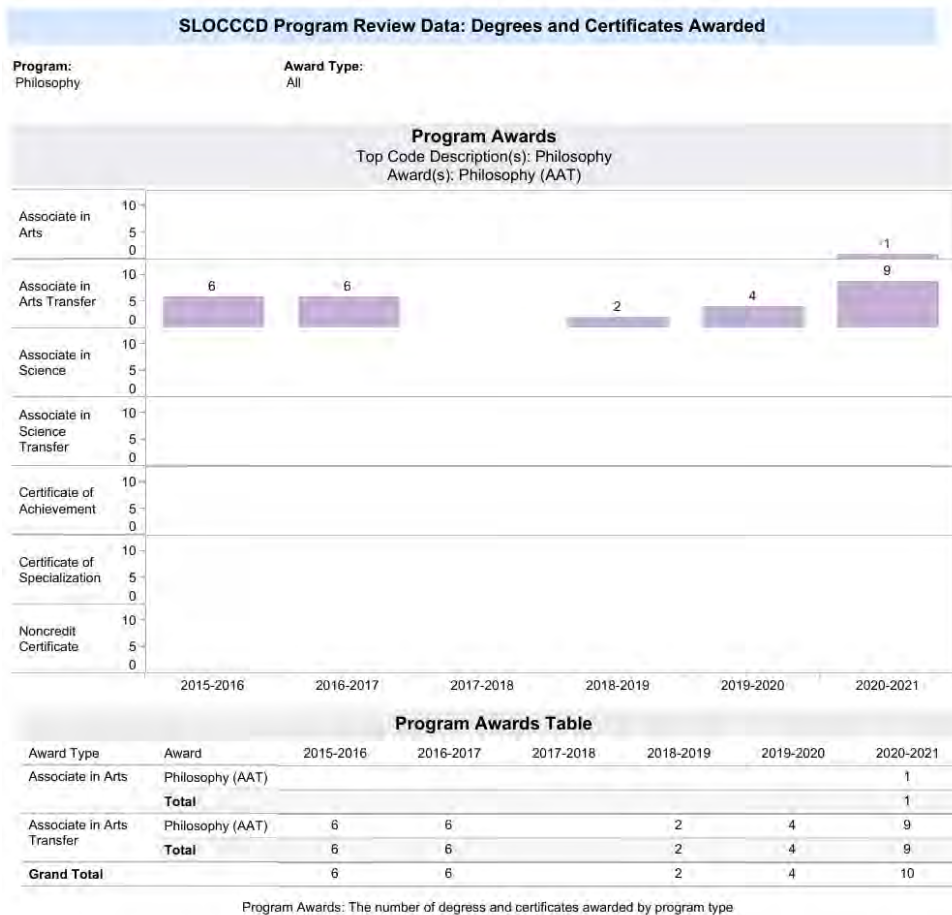 SLOCCCD Program Review Data: Degrees and Certificates Awarded
Program: Award Type:
Philosophy All
Program Awards
Top Code Description(s): Philosophy
Award(s): Philosophy (AAT)
Associate in
Arts
10
5
0
1
Associate in
Arts Transfer
10
5
0
6 6 2 4 9
Associate in
Science
10
5
0
Associate in
Science
Transfer
10
5
0
Certificate of
Achievement
10
5
0
Certificate of
Specialization
10
5
0
Noncredit
Certificate
10
5
0
2015-2016 2016-2017 2017-2018 2018-2019 2019-2020 2020-2021
Program Awards Table
Award Type Award 2015-2016 2016-2017 2017-2018 2018-2019 2019-2020 2020-2021
Associate in Arts Philosophy (AAT) 1
Total 1
Associate in Arts
Transfer
Philosophy (AAT) 6 6 2 4 9
Total 6 6 2 4 9
Grand Total 6 6 2 4 10
Program Awards: The number of degress and certificates awarded by program type